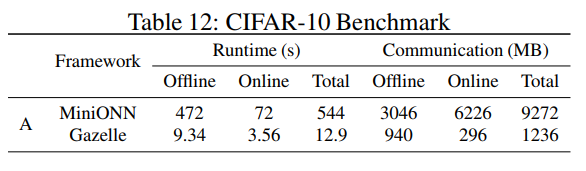 Table 12: CIFAR-10 Benchmark
Framework Runtime (s) Communication (MB)
Offline Online Total Offline Online Total
A MiniONN 472 72 544 3046 6226 9272
Gazelle 9.34 3.56 12.9 940 296 1236